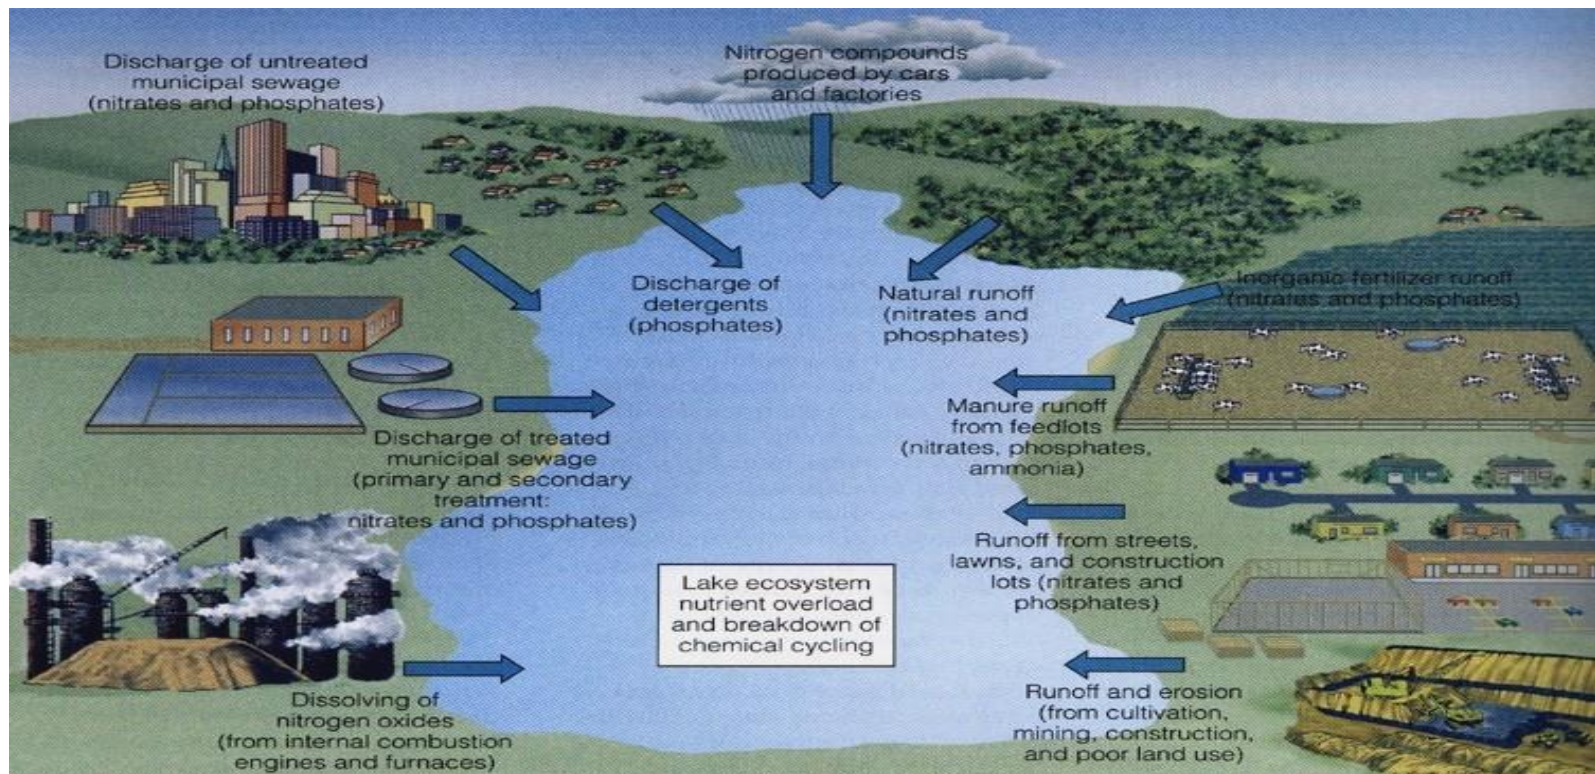 Discharge of untreated
municipal sewage
(nitrates and phosphates)
Nitrogen compounds
produced by cars
and factories
Discharge of
detergents
(phosphates)
Natural runoff
(nitrates and
phosphates)
Inorganic fertilizer runoff
(nitrates and phosphates)
Manure runoff
from feedlots
(nitrates, phosphates,
ammonia)
Discharge of treated
municipal sewage
(primary and secondary
treatment:
nitrates and phosphates)
Runoff from streets,
lawns, and construction
lots (nitrates and
phosphates)
Lake ecosystem
nutrient overload
and breakdown of
chemical cycling
Dissolving of
nitrogen oxides
(from internal combustion
engines and furnaces)
Runoff and erosion
(from cultivation,
mining, construction,
and poor land use)